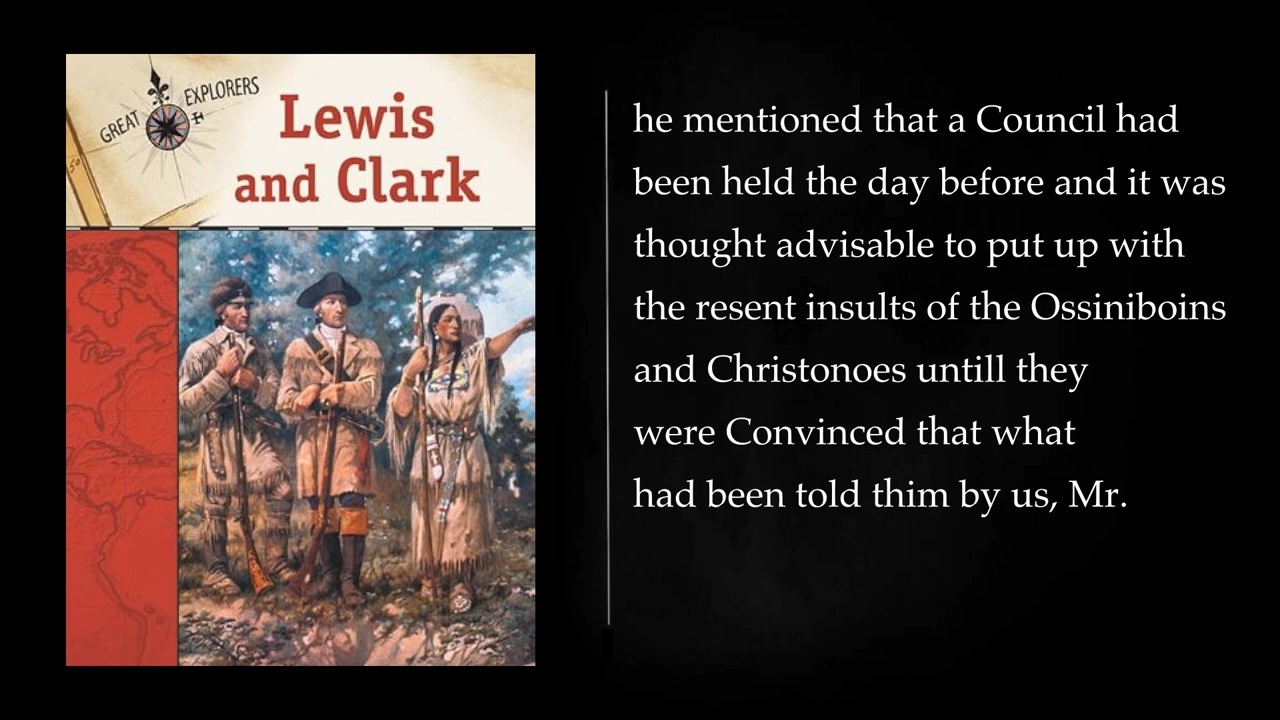 GREAT EXPLORERS
Lewis
and Clark
50
he mentioned that a Council had
been held the day before and it was
thought advisable to put up with
the resent insults of the Ossiniboins
and Christonoes untill they
were Convinced that what
had been told thim by us, Mr.